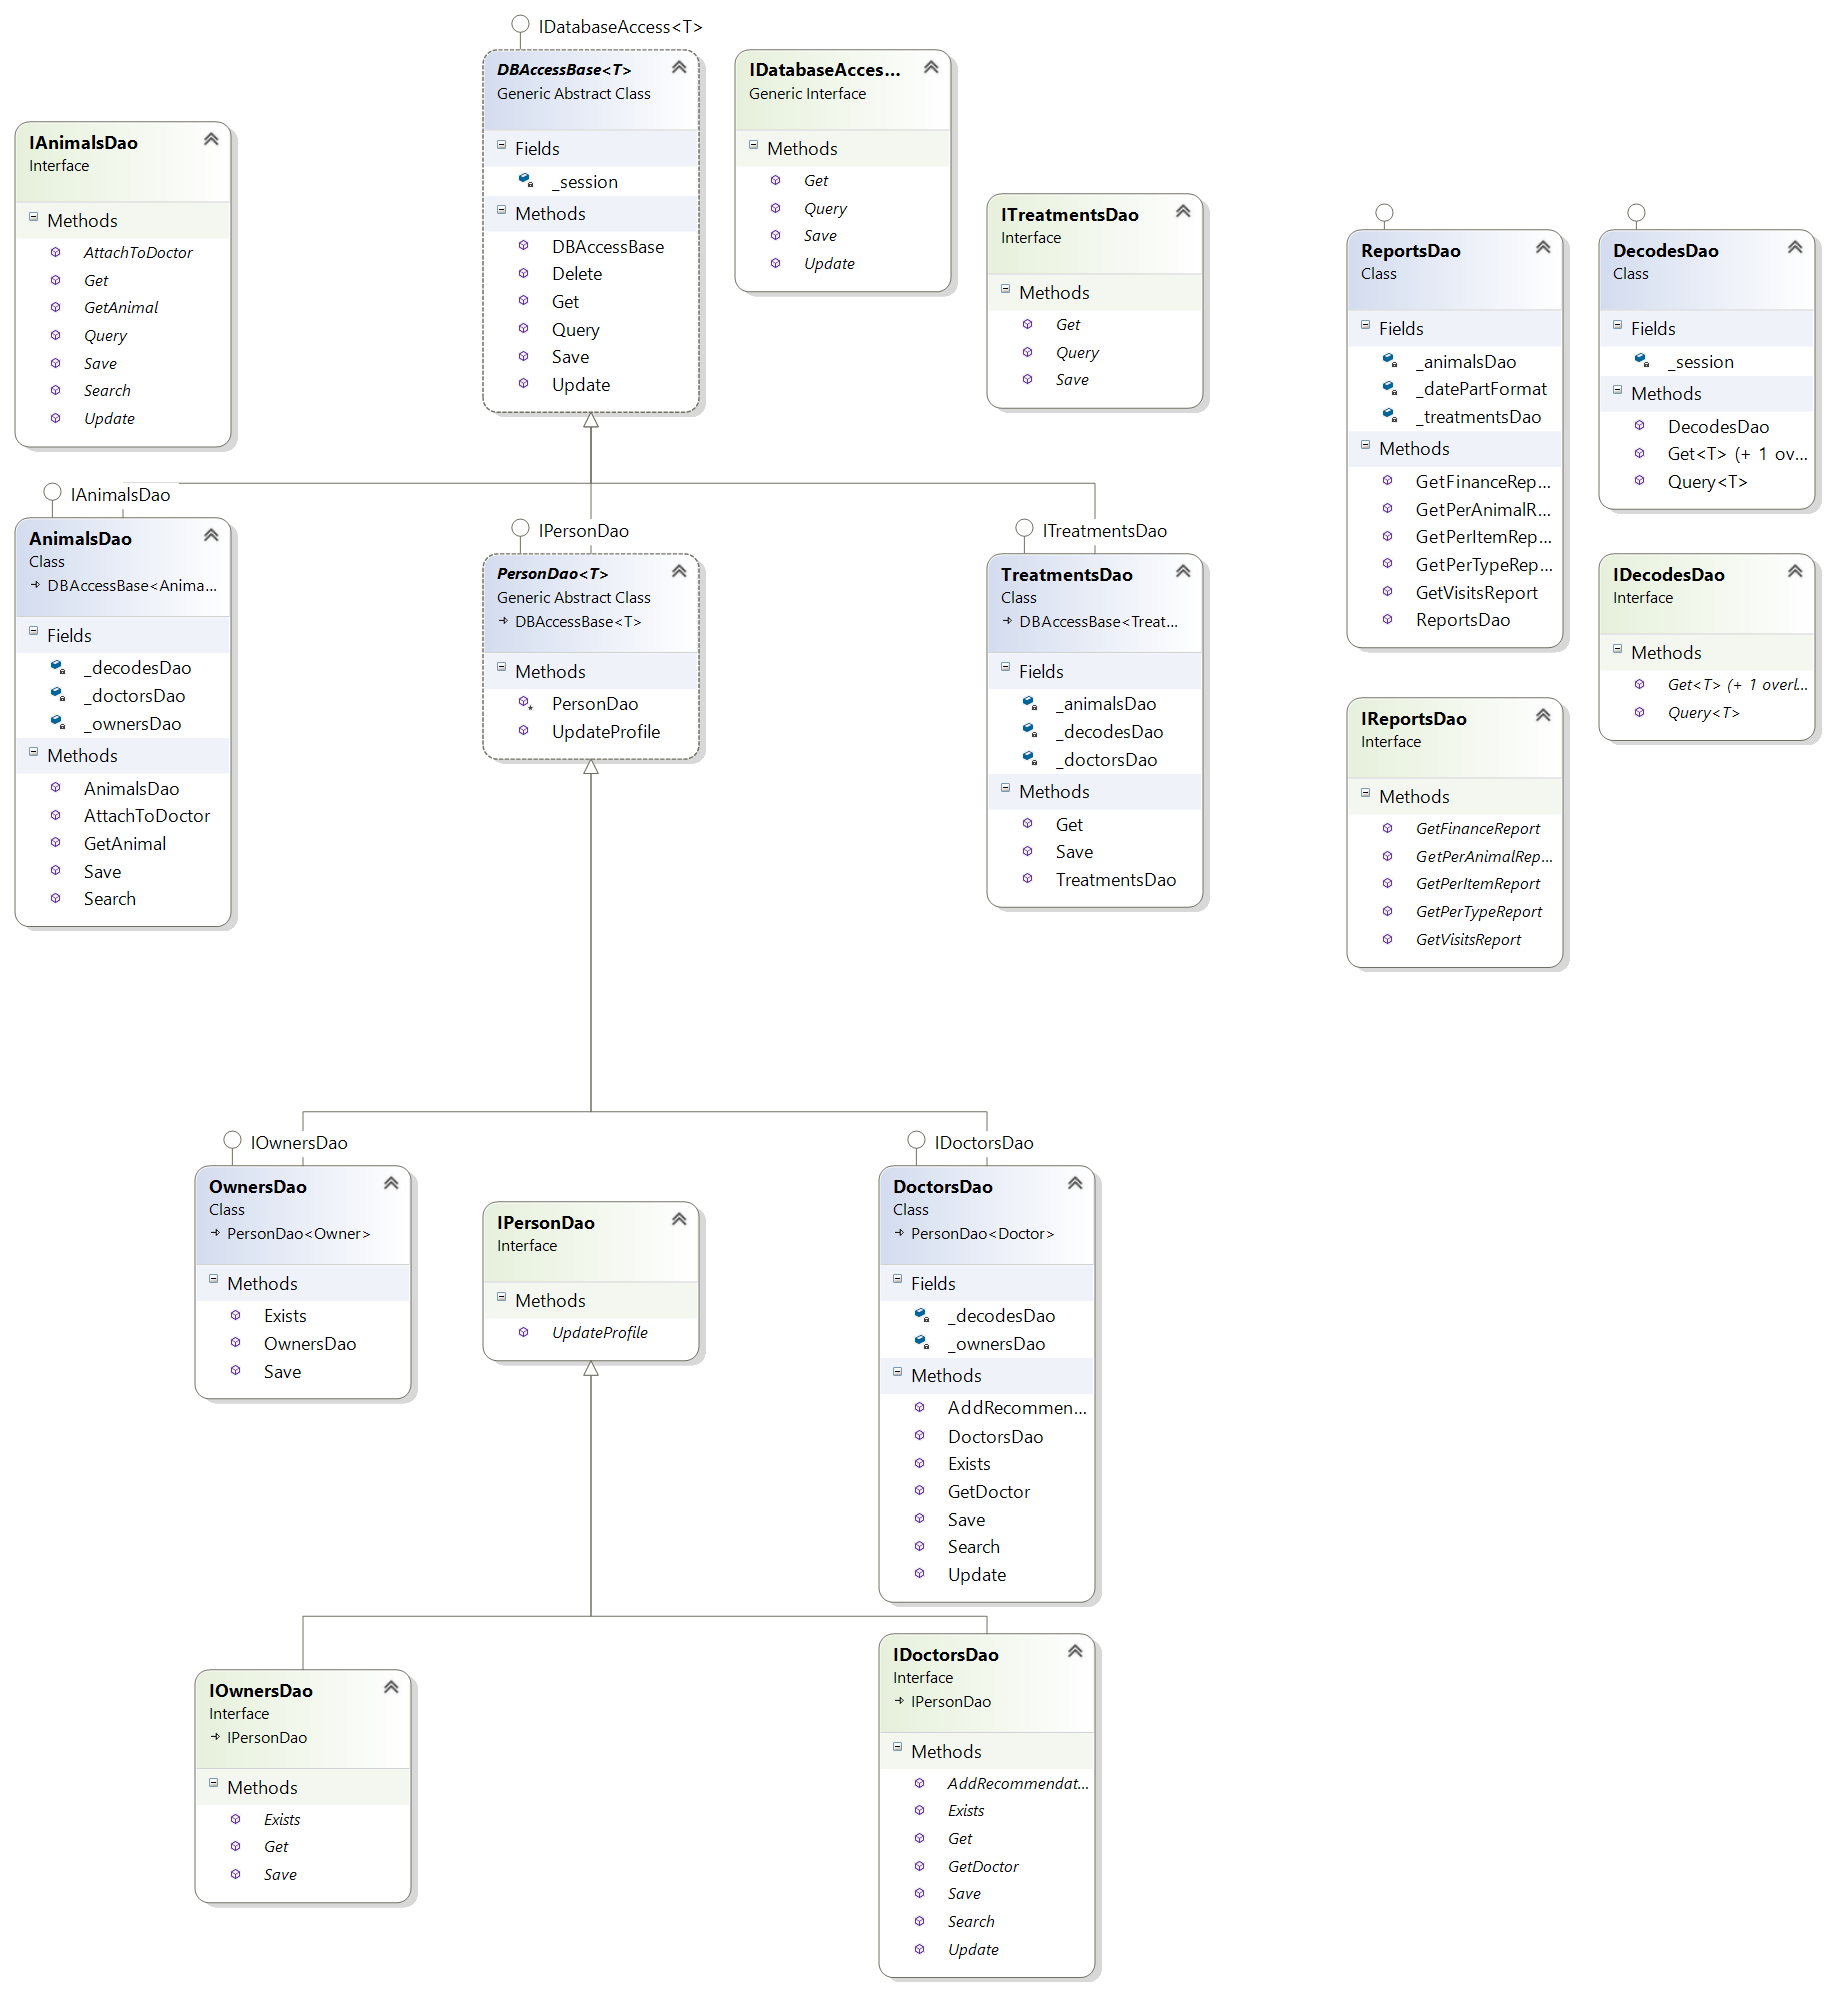 IDatabaseAccess<T>
DBAccessBase<T>
Generic Abstract Class
Fields
_session
Methods
DBAccessBase
Delete
Get
Query
Save
Update
IDatabaseAcces...
Generic Interface
Methods
Get
Query
Save
Update
IAnimalsDao
Interface
Methods
AttachToDoctor
Get
GetAnimal
Query
Save
Search
Update
ITreatmentsDao
Interface
Methods
Get
Query
Save
ReportsDao
Class
Fields
_animalsDao
_datePartFormat
_treatmentsDao
Methods
GetFinanceRep...
GetPerAnimalR...
GetPerItemRep...
GetPerTypeRep...
GetVisitsReport
ReportsDao
DecodesDao
Class
Fields
_session
Methods
DecodesDao
Get<T> (+ 1 ov...
Query<T>
IAnimalsDao
AnimalsDao
Class
DBAccessBase<Anima...
Fields
_decodesDao
_doctorsDao
_ownersDao
Methods
AnimalsDao
AttachToDoctor
GetAnimal
Save
Search
IPersonDao
PersonDao<T>
Generic Abstract Class
DBAccessBase<T>
Methods
PersonDao
UpdateProfile
ITreatmentsDao
TreatmentsDao
Class
DBAccessBase<Treat...
Fields
_animalsDao
_decodesDao
_doctorsDao
Methods
Get
Save
TreatmentsDao
IDecodesDao
Interface
Methods
Get<T> (+ 1 overl...
Query<T>
IReportsDao
Interface
Methods
GetFinanceReport
GetPerAnimalRep...
GetPerItemReport
GetPerTypeReport
GetVisitsReport
IOwnersDao
OwnersDao
Class
PersonDao<Owner>
Methods
Exists
OwnersDao
Save
IPersonDao
Interface
Methods
UpdateProfile
IDoctorsDao
DoctorsDao
Class
PersonDao<Doctor>
Fields
_decodesDao
_ownersDao
Methods
AddRecommen...
DoctorsDao
Exists
GetDoctor
Save
Search
Update
IOwnersDao
Interface
IPersonDao
Methods
Exists
Get
Save
IDoctorsDao
Interface
IPersonDao
Methods
AddRecommendat...
Exists
Get
GetDoctor
Save
Search
Update